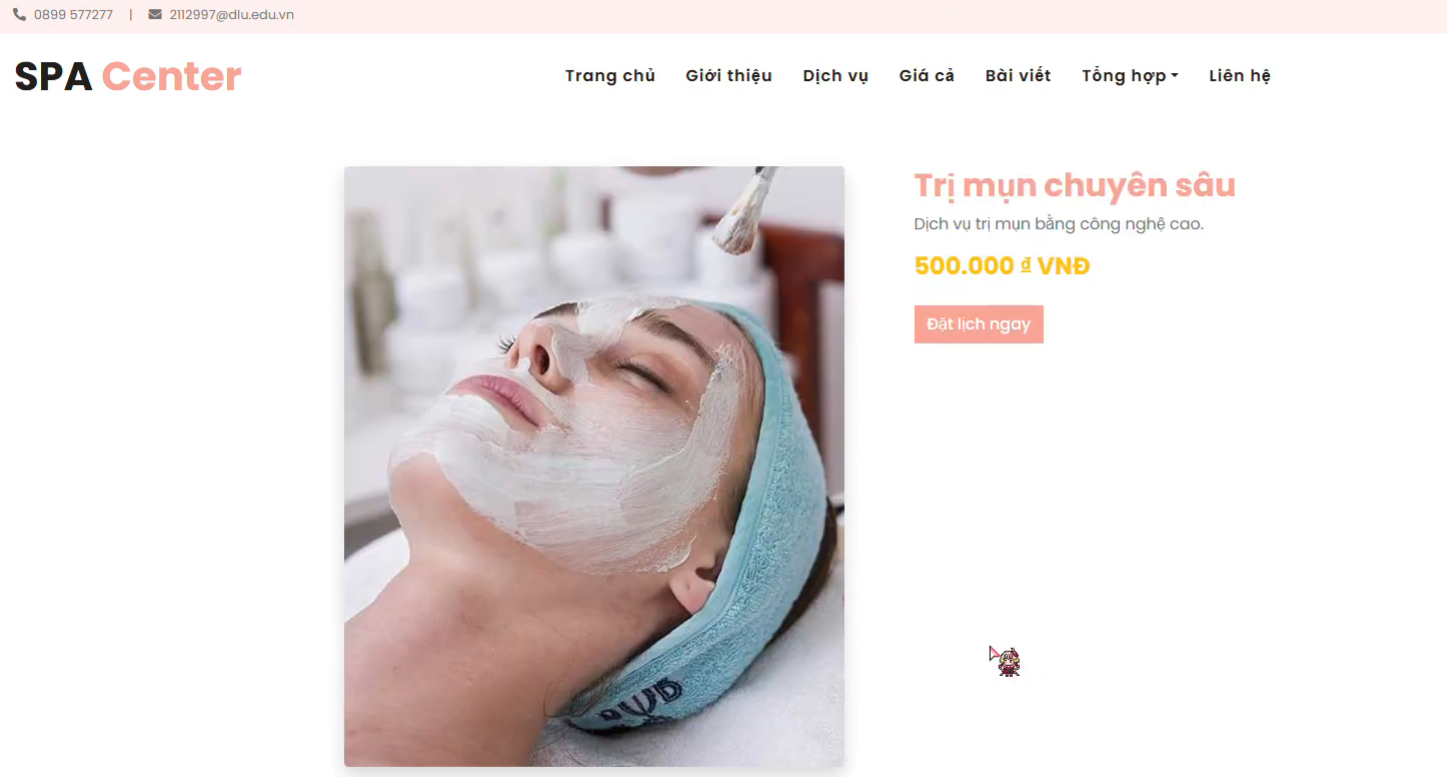 0899 577277 | 2112997@dlu.edu.vn
SPA Center
Trang chủ Giới thiệu Dịch vụ Giá cả Bài viết Tổng hợp Liên hệ
Trị mụn chuyên sâu
Dịch vụ trị mụn bằng công nghệ cao.
500.000 ₫ VNĐ
Đặt lịch ngay